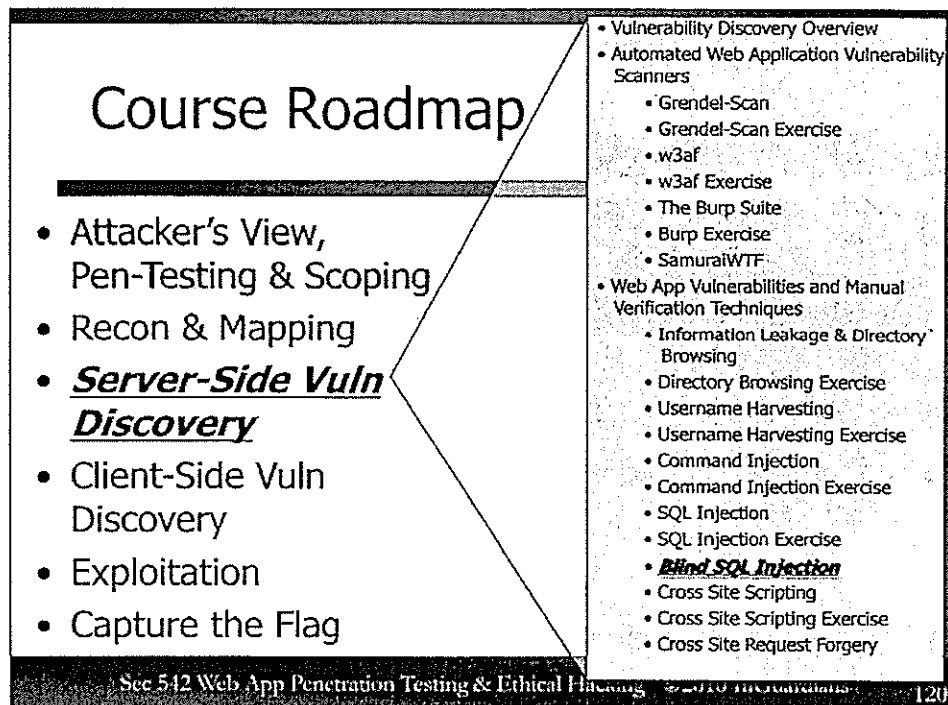 Course Roadmap
• Attacker's View,
Pen-Testing & Scoping
• Recon & Mapping
• Server-Side Vuln
Discovery
• Client-Side Vuln
Discovery
• Exploitation
• Capture the Flag
• Vulnerability Discovery Overview
• Automated Web Application Vulnerability
Scanners
• Grendel-Scan
• Grendel-Scan Exercise
• w3af
• w3af Exercise
• The Burp Suite
• Burp Exercise
• SamuraiWTF
• Web App Vulnerabilities and Manual
Verification Techniques
• Information Leakage & Directory
Browsing
• Directory Browsing Exercise
• Username Harvesting
• Username Harvesting Exercise
• Command Injection
• Command Injection Exercise
• SQL Injection
• SQL Injection Exercise
• Blind SQL Injection
• Cross Site Scripting
• Cross Site Scripting Exercise
• Cross Site Request Forgery
Sec 542 Web App Penetration Testing & Ethical Hacking ©2010 InGuardians
120